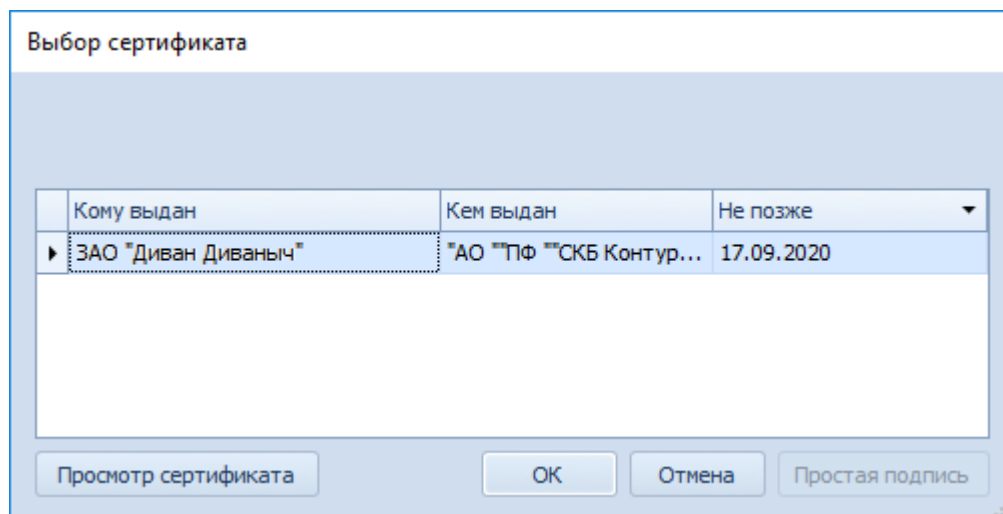 Выбор сертификата
Кому выдан Кем выдан Не позже
ЗАО "Диван Диваныч" "АО ""ПФ ""СКБ Контур... 17.09.2020
Просмотр сертификата ОК Отмена Простая подпись